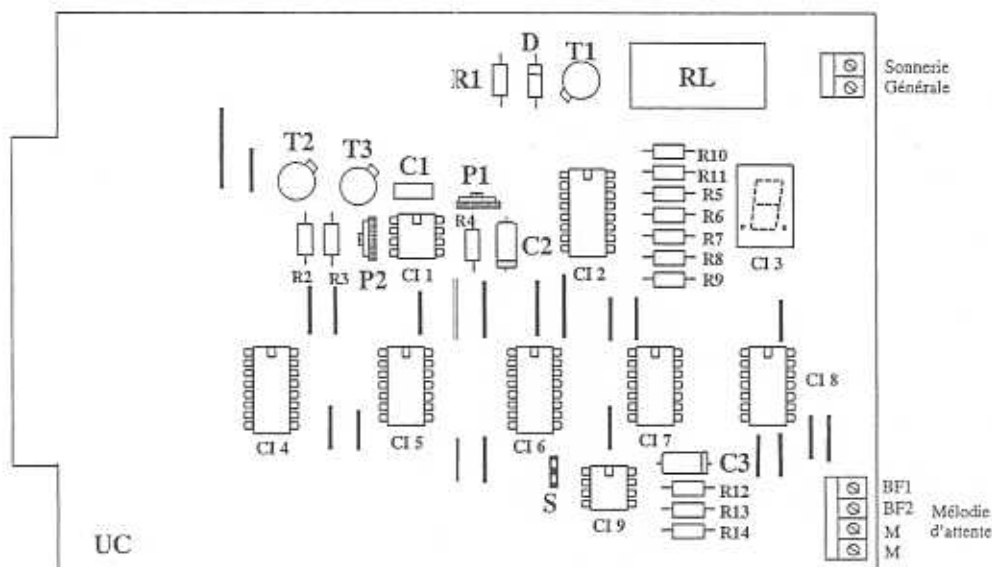 D
T1
R1
RL
Sonnerie
Générale
T2
T3
C1
P1
R10
R11
R5
R6
R7
R8
R9
R4
C2
R2
R3
P2
CI 1
CI 2
CI 3
CI 4
CI 5
CI 6
CI 7
CI 8
S
CI 9
C3
R12
R13
R14
BF1
BF2
M
M
Mélodie
d'attente
UC